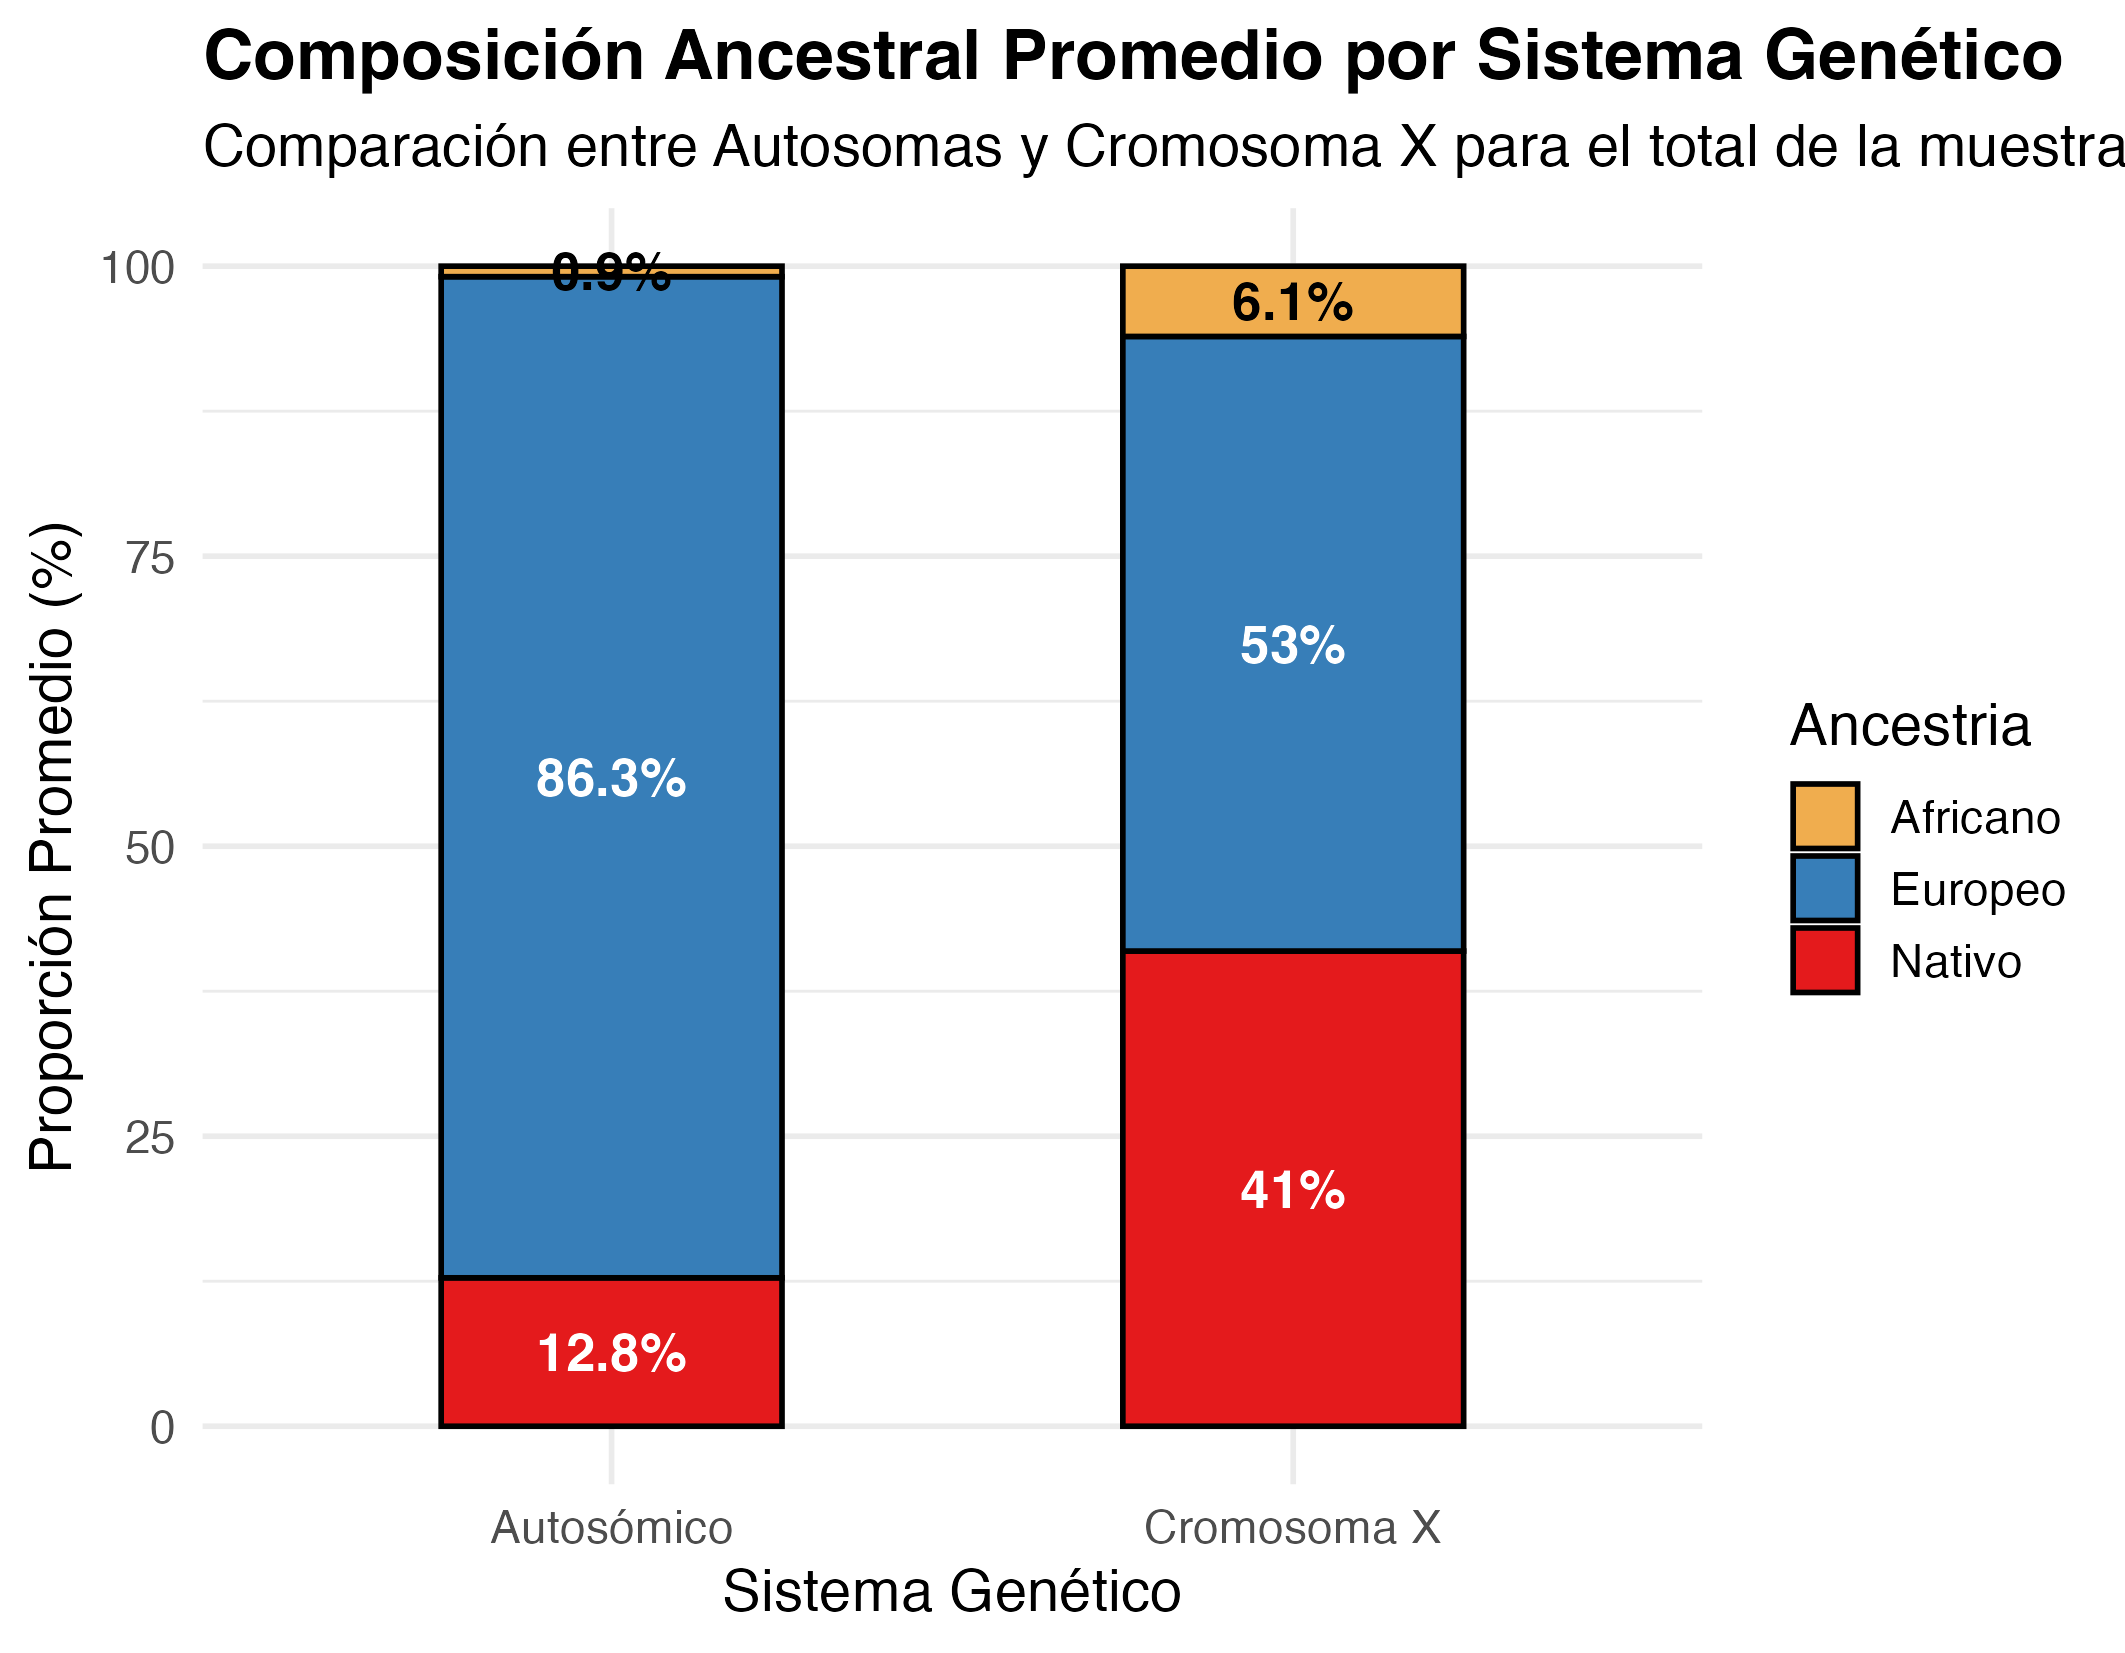 Composición Ancestral Promedio por Sistema Genético
Comparación entre Autosomas y Cromosoma X para el total de la muestra
Proporción Promedio (%)
100
75
50
25
0
0.9%
86.3%
12.8%
6.1%
53%
41%
Autosómico
Cromosoma X
Sistema Genético
Ancestria
Africano
Europeo
Nativo